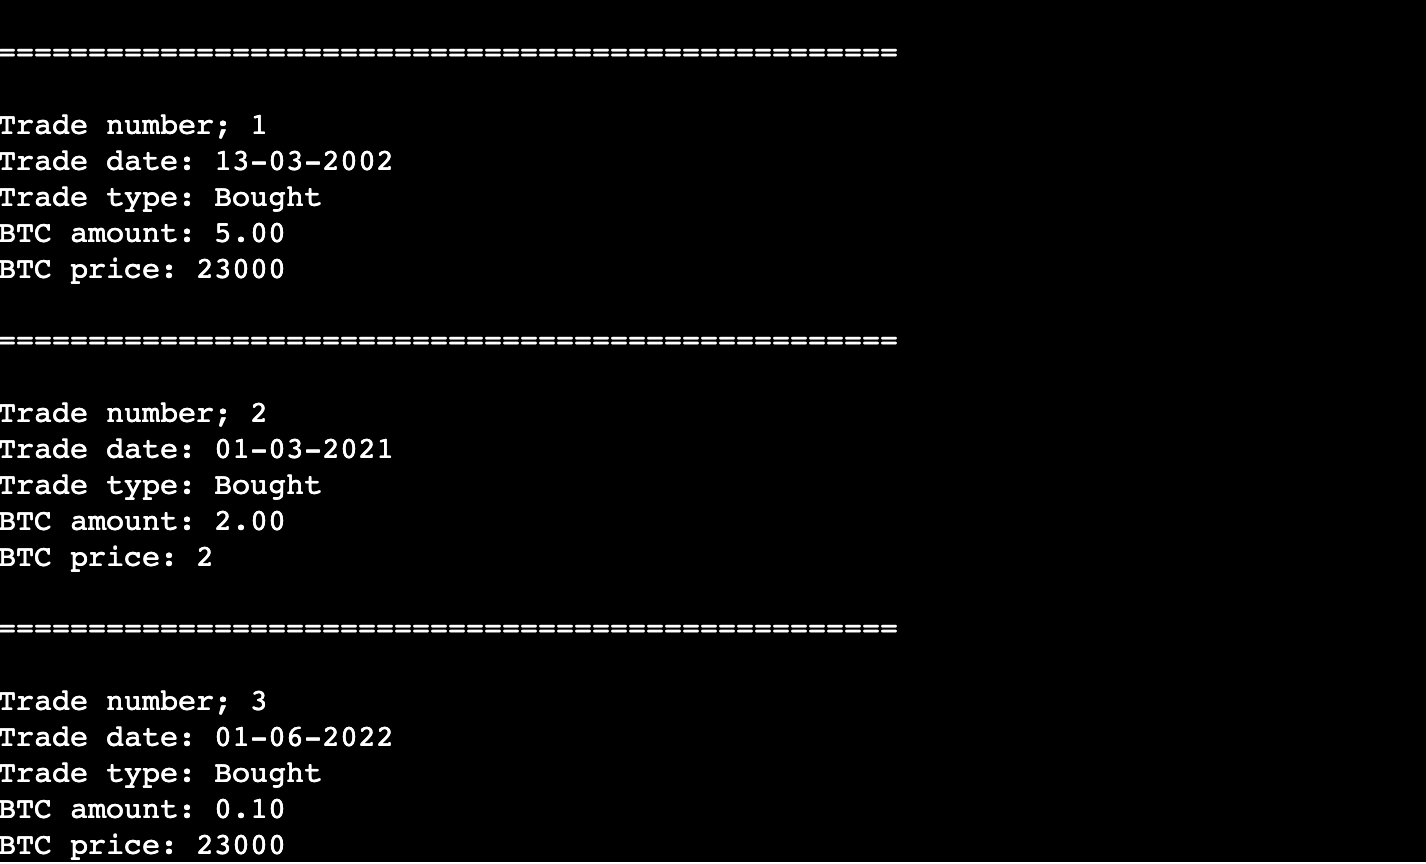 ==================================================
Trade number; 1
Trade date: 13-03-2002
Trade type: Bought
BTC amount: 5.00
BTC price: 23000
==================================================
Trade number; 2
Trade date: 01-03-2021
Trade type: Bought
BTC amount: 2.00
BTC price: 2
==================================================
Trade number; 3
Trade date: 01-06-2022
Trade type: Bought
BTC amount: 0.10
BTC price: 23000